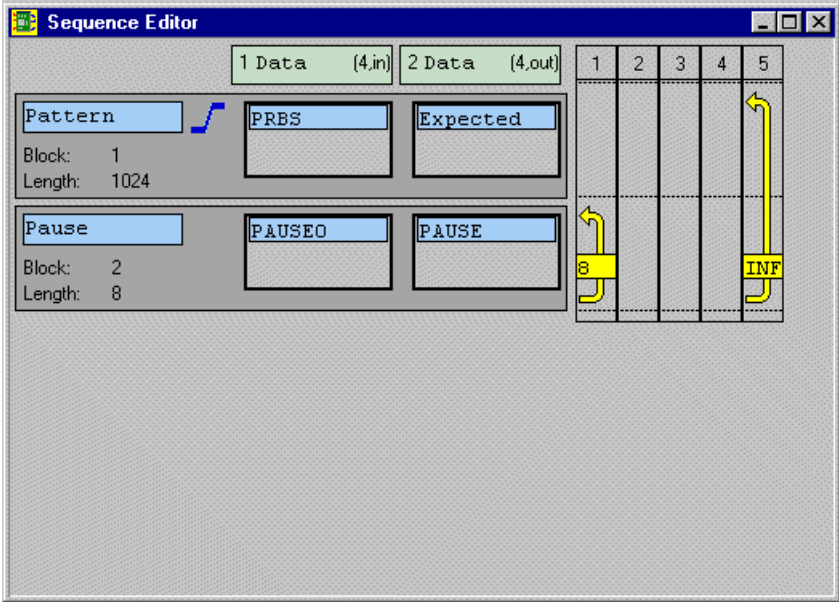 Sequence Editor
1 Data (4,in) 2 Data (4,out) 1 2 3 4 5
Pattern PRBS Expected
Block: 1
Length: 1024
Pause PAUSE0 PAUSE
Block: 2 8 INF
Length: 8